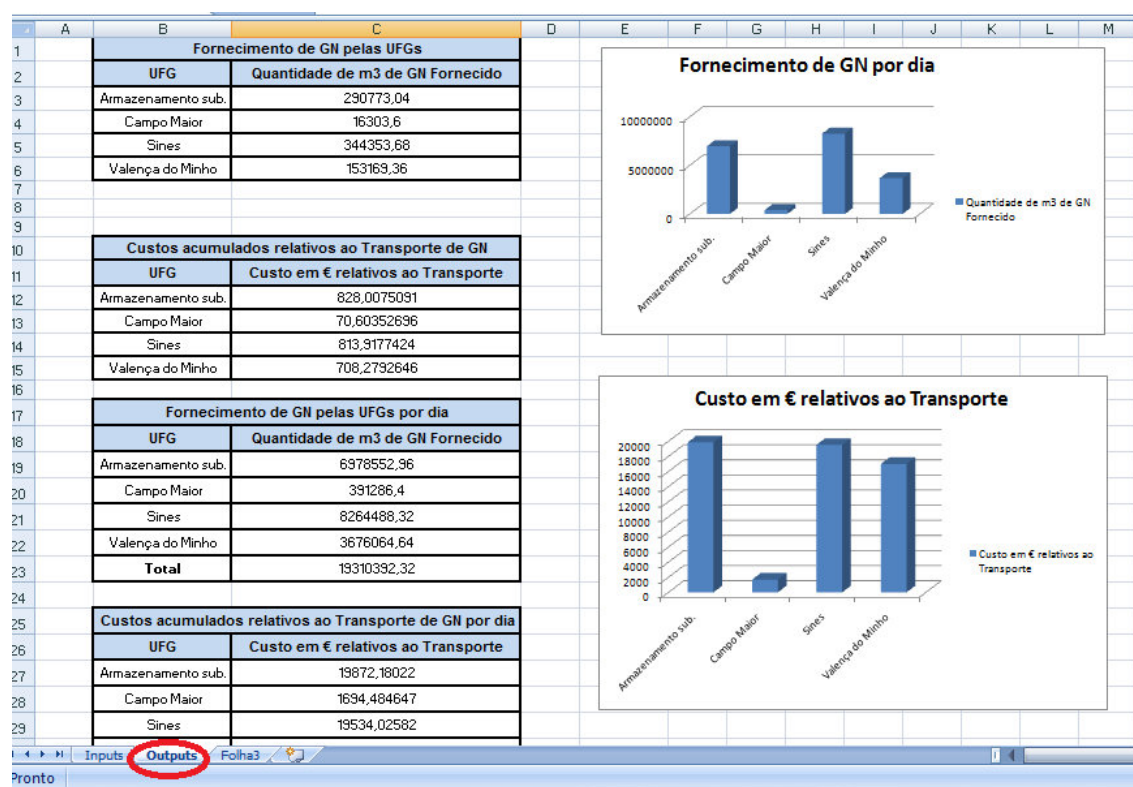 A B C D E F G H I J K L M
1 Fornecimento de GN pelas UFGs
2 UFG Quantidade de m3 de GN Fornecido
3 Armazenamento sub. 290773,04
4 Campo Maior 16303,6
5 Sines 344353,68
6 Valença do Minho 153169,36
7
8
9
10 Custos acumulados relativos ao Transporte de GN
11 UFG Custo em € relativos ao Transporte
12 Armazenamento sub. 828,0075091
13 Campo Maior 70,60352696
14 Sines 813,9177424
15 Valença do Minho 708,2792646
16
17 Fornecimento de GN pelas UFGs por dia
18 UFG Quantidade de m3 de GN Fornecido
19 Armazenamento sub. 6978552,96
20 Campo Maior 391286,4
21 Sines 8264488,32
22 Valença do Minho 3676064,64
23 Total 19310392,32
24
25 Custos acumulados relativos ao Transporte de GN por dia
26 UFG Custo em € relativos ao Transporte
27 Armazenamento sub. 19872,18022
28 Campo Maior 1694,484647
29 Sines 19534,02582
Fornecimento de GN por dia
10000000
5000000
0
Armazenamento sub.
Campo Maior
Sines
Valença do Minho
Quantidade de m3 de GN
Fornecido
Custo em € relativos ao Transporte
20000
18000
16000
14000
12000
10000
8000
6000
4000
2000
0
Armazenamento sub.
Campo Maior
Sines
Valença do Minho
Custo em € relativos ao
Transporte
Inputs Outputs Folha3
Pronto